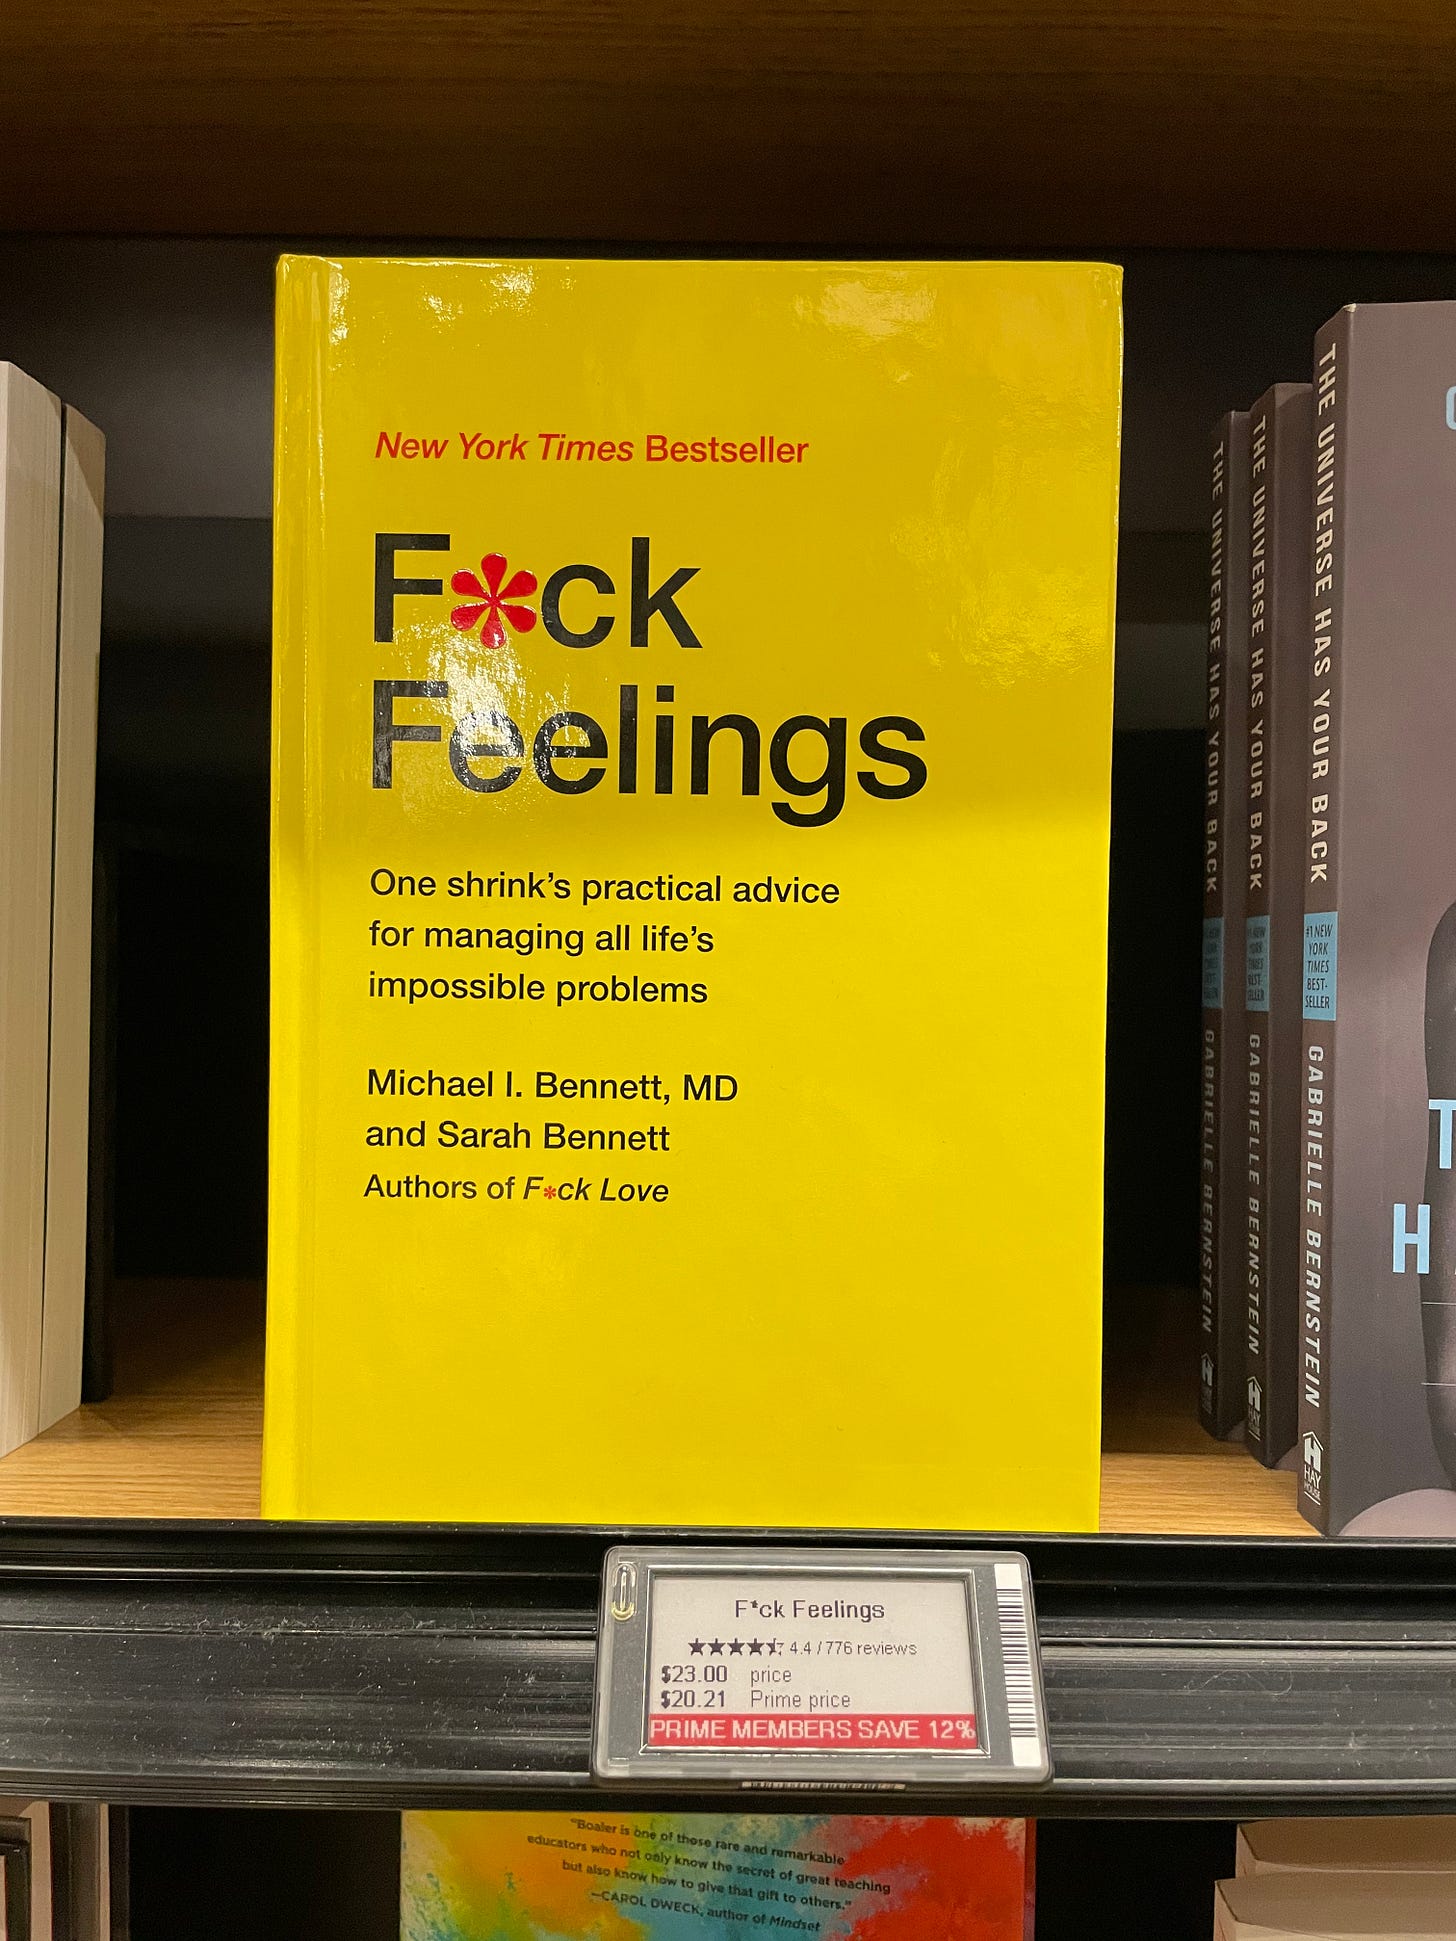 New York Times Bestseller
F*ck
Feelings
One shrink's practical advice
for managing all life's
impossible problems
Michael I. Bennett, MD
and Sarah Bennett
Authors of F*ck Love
THE UNIVERSE HAS YOUR BACK
GABRIELLE BERNSTEIN
THE UNIVERSE HAS YOUR BACK
GABRIELLE BERNSTEIN
THE UNIVERSE HAS YOUR BACK
#1 NEW
YORK
TIMES
BEST-
SELLER
GABRIELLE BERNSTEIN
HAY
HOUSE
T
H
F*ck Feelings
4.4 / 776 reviews
$23.00 price
$20.21 Prime price
PRIME MEMBERS SAVE 12%
"Boaler is one of those rare and remarkable
educators who not only know the secret of great teaching
but also know how to give that gift to others."
—CAROL DWECK, author of Mindset